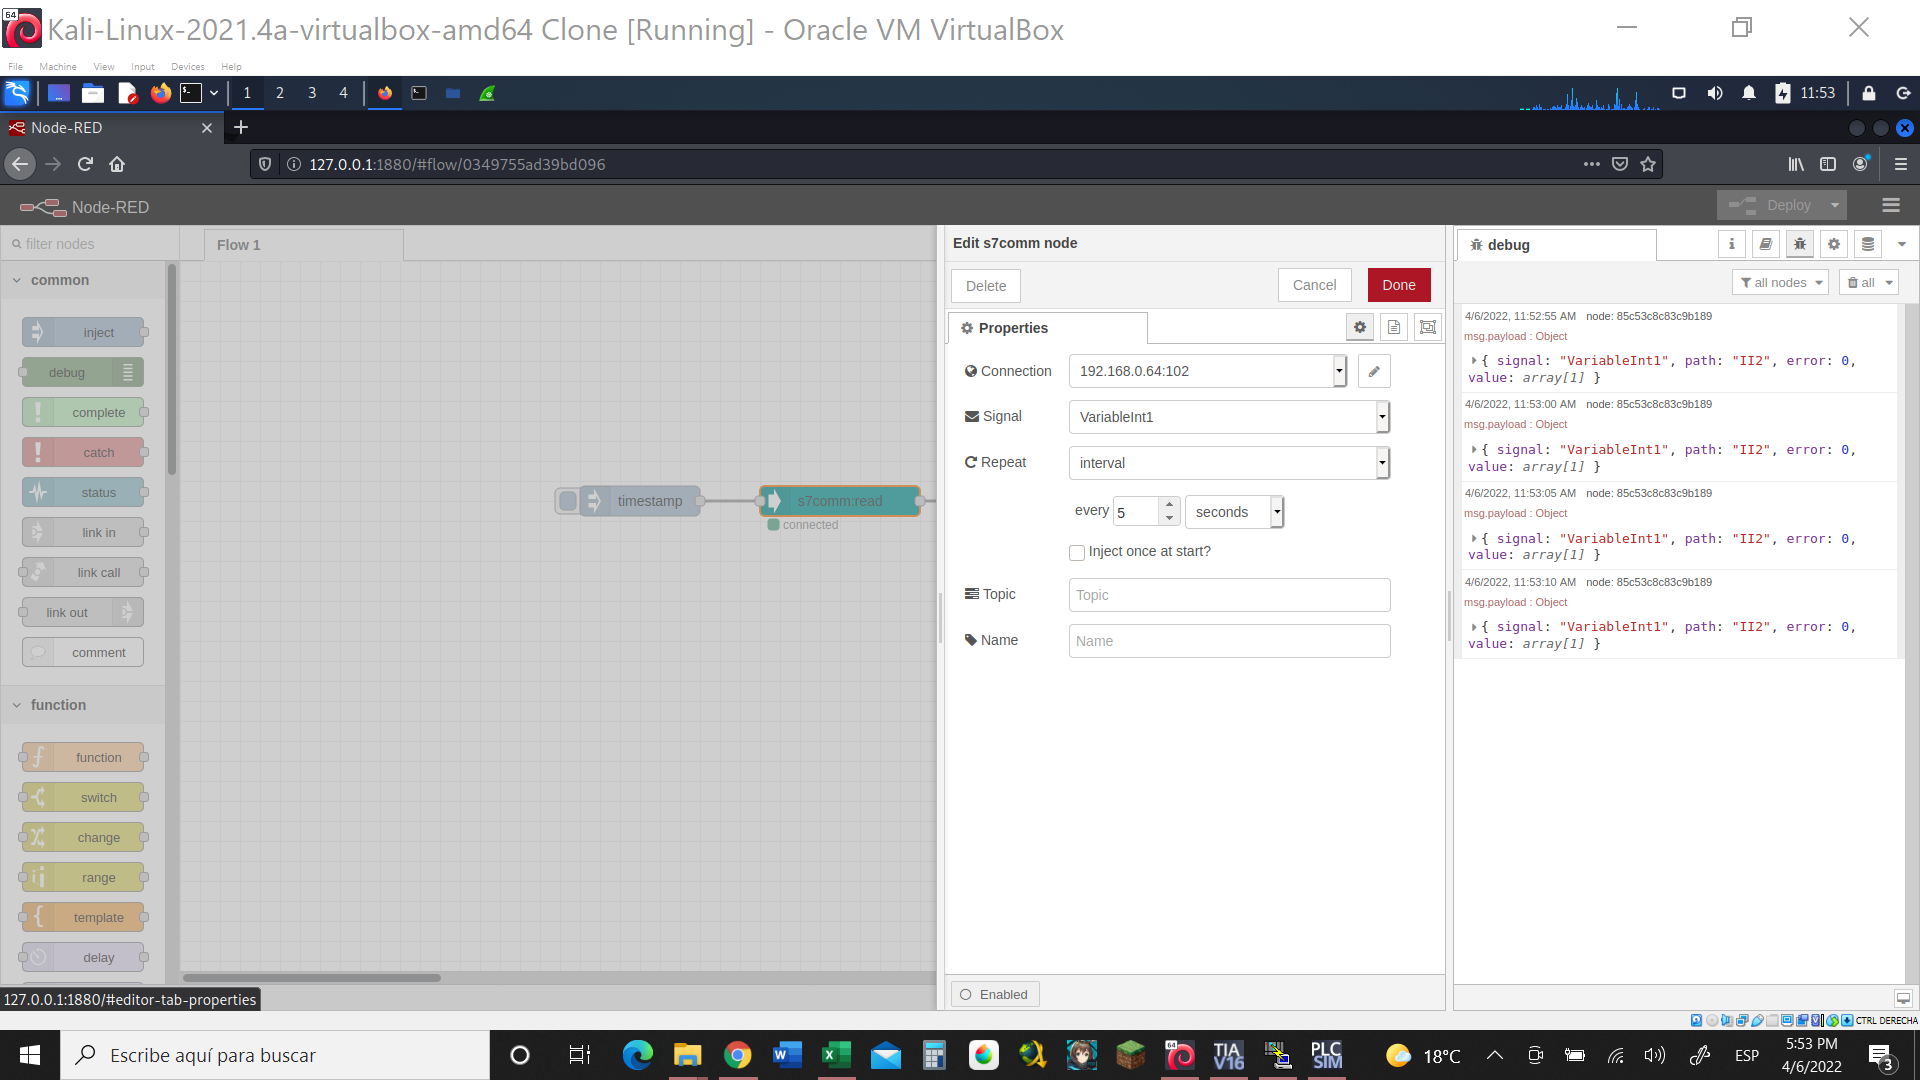 Kali-Linux-2021.4a-virtualbox-amd64 Clone [Running] - Oracle VM VirtualBox
File Machine View Input Devices Help
1 2 3 4 11:53
Node-RED
127.0.0.1:1880/#flow/0349755ad39bd096
Node-RED
Deploy
filter nodes
Flow 1
common
inject
debug
complete
catch
status
link in
link call
link out
comment
function
function
switch
change
range
template
delay
timestamp
s7comm:read
connected
Edit s7comm node
Delete
Cancel
Done
Properties
Connection
192.168.0.64:102
Signal
VariableInt1
Repeat
interval
every 5 seconds
Inject once at start?
Topic
Topic
Name
Name
Enabled
debug
all nodes
all
4/6/2022, 11:52:55 AM node: 85c53c8c83c9b189
msg.payload : Object
{ signal: "VariableInt1", path: "II2", error: 0,
value: array[1] }
4/6/2022, 11:53:00 AM node: 85c53c8c83c9b189
msg.payload : Object
{ signal: "VariableInt1", path: "II2", error: 0,
value: array[1] }
4/6/2022, 11:53:05 AM node: 85c53c8c83c9b189
msg.payload : Object
{ signal: "VariableInt1", path: "II2", error: 0,
value: array[1] }
4/6/2022, 11:53:10 AM node: 85c53c8c83c9b189
msg.payload : Object
{ signal: "VariableInt1", path: "II2", error: 0,
value: array[1] }
127.0.0.1:1880/#editor-tab-properties
CTRL DERECHA
Escribe aquí para buscar
64
TIA
V16
PLC
SIM
18°C
ESP
5:53 PM
4/6/2022
3